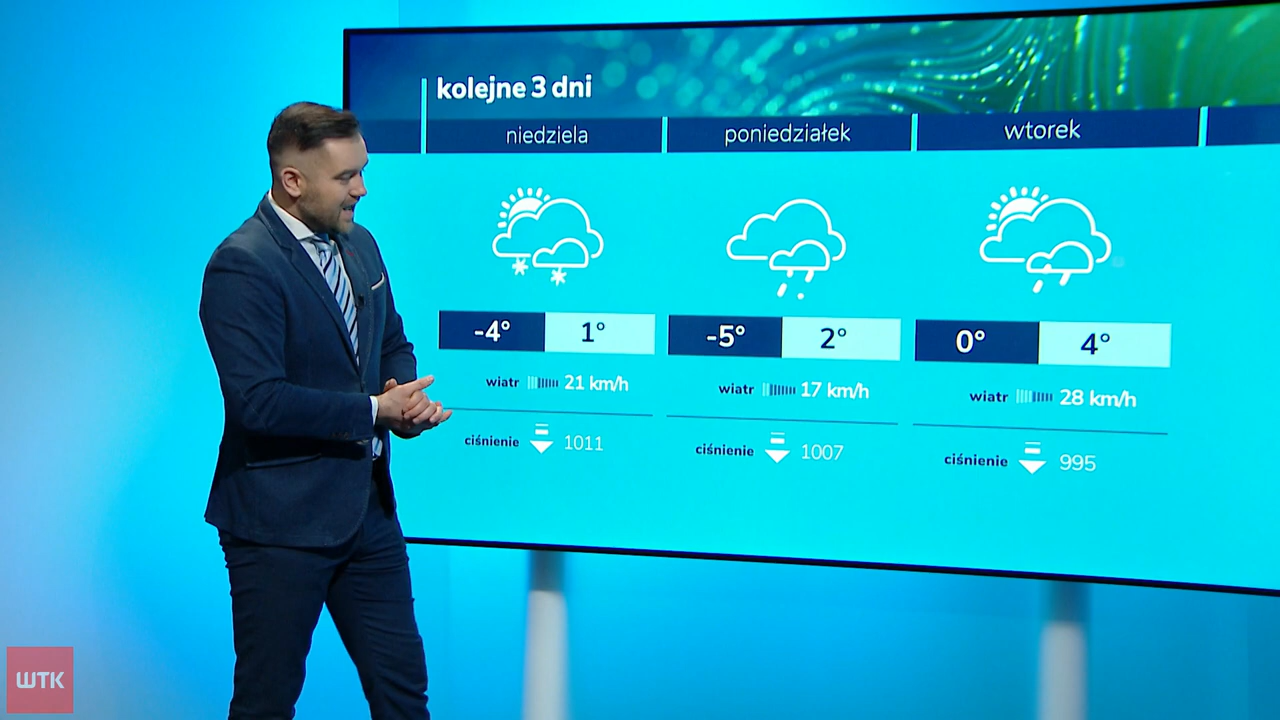 kolejne 3 dni
niedziela poniedziałek wtorek
-4° 1° -5° 2° 0° 4°
wiatr 21 km/h wiatr 17 km/h wiatr 28 km/h
ciśnienie 1011 ciśnienie 1007 ciśnienie 995
ШТК